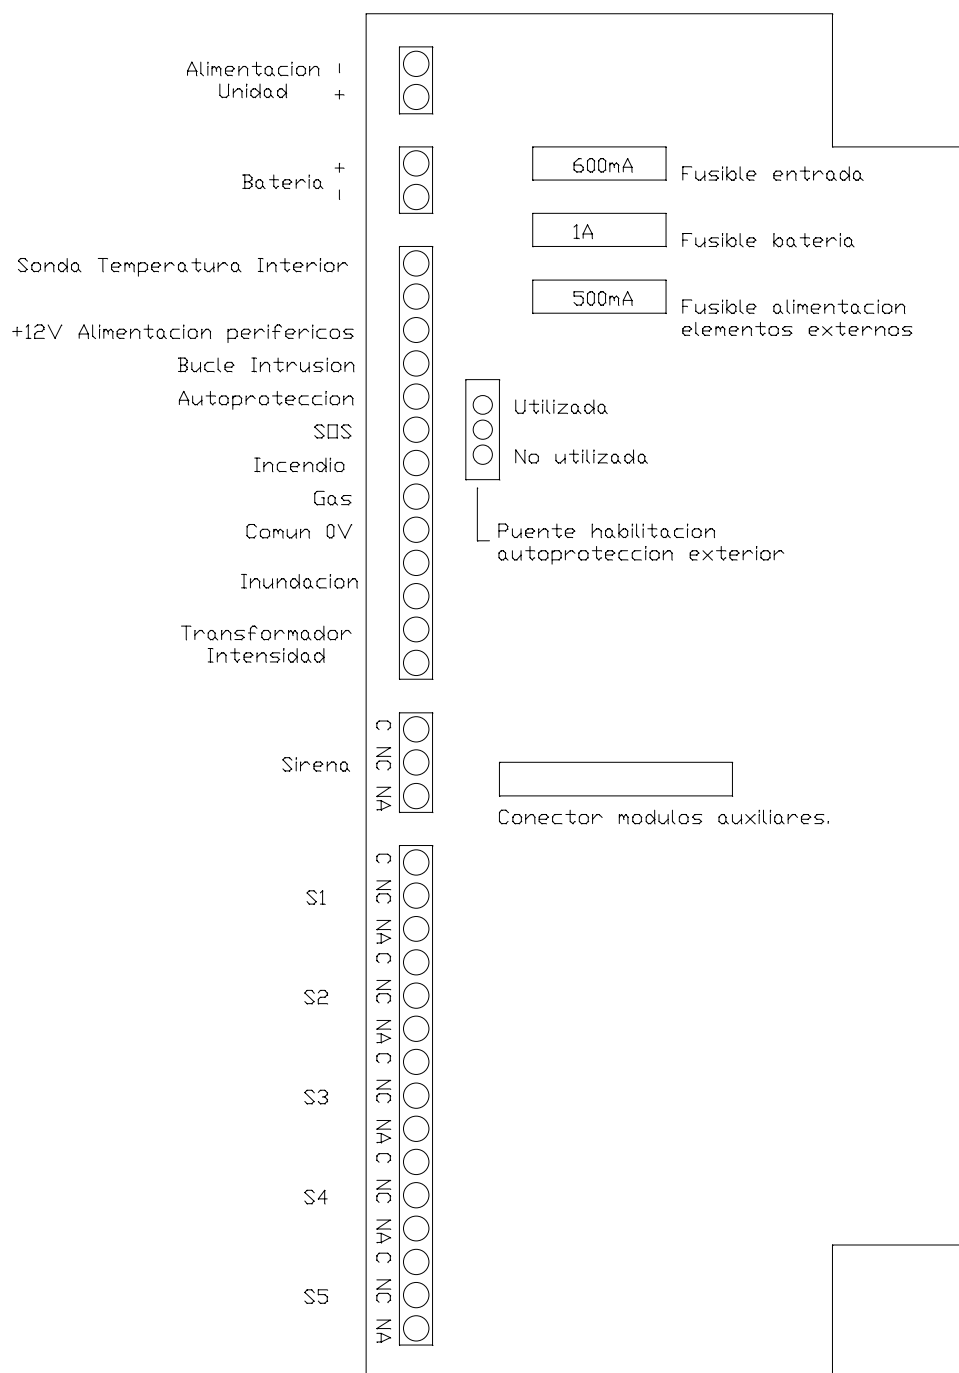 Alimentacion -
Unidad +
+
Bateria
-
600mA
Fusible entrada
1A
Fusible bateria
500mA
Fusible alimentacion
elementos externos
Sonda Temperatura Interior
+12V Alimentacion perifericos
Bucle Intrusion
Autoproteccion
SOS
Incendio
Gas
Comun 0V
Inundacion
Transformador
Intensidad
Utilizada
No utilizada
Puente habilitacion
autoproteccion exterior
Sirena
C NC NA
Conector modulos auxiliares.
S1
C NC NA
S2
C NC NA
S3
C NC NA
S4
C NC NA
S5
C NC NA